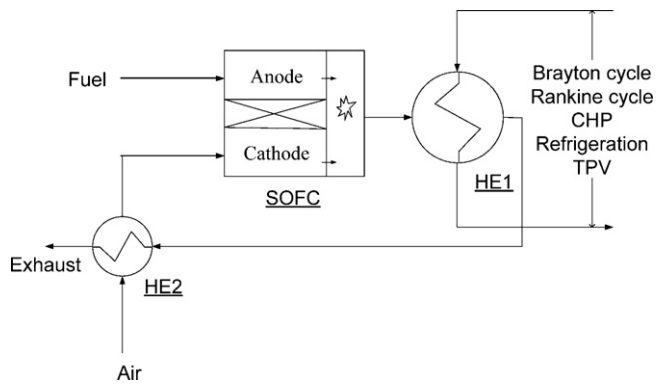 Fuel
Anode
Cathode
SOFC
HE1
Brayton cycle
Rankine cycle
CHP
Refrigeration
TPV
Exhaust
HE2
Air